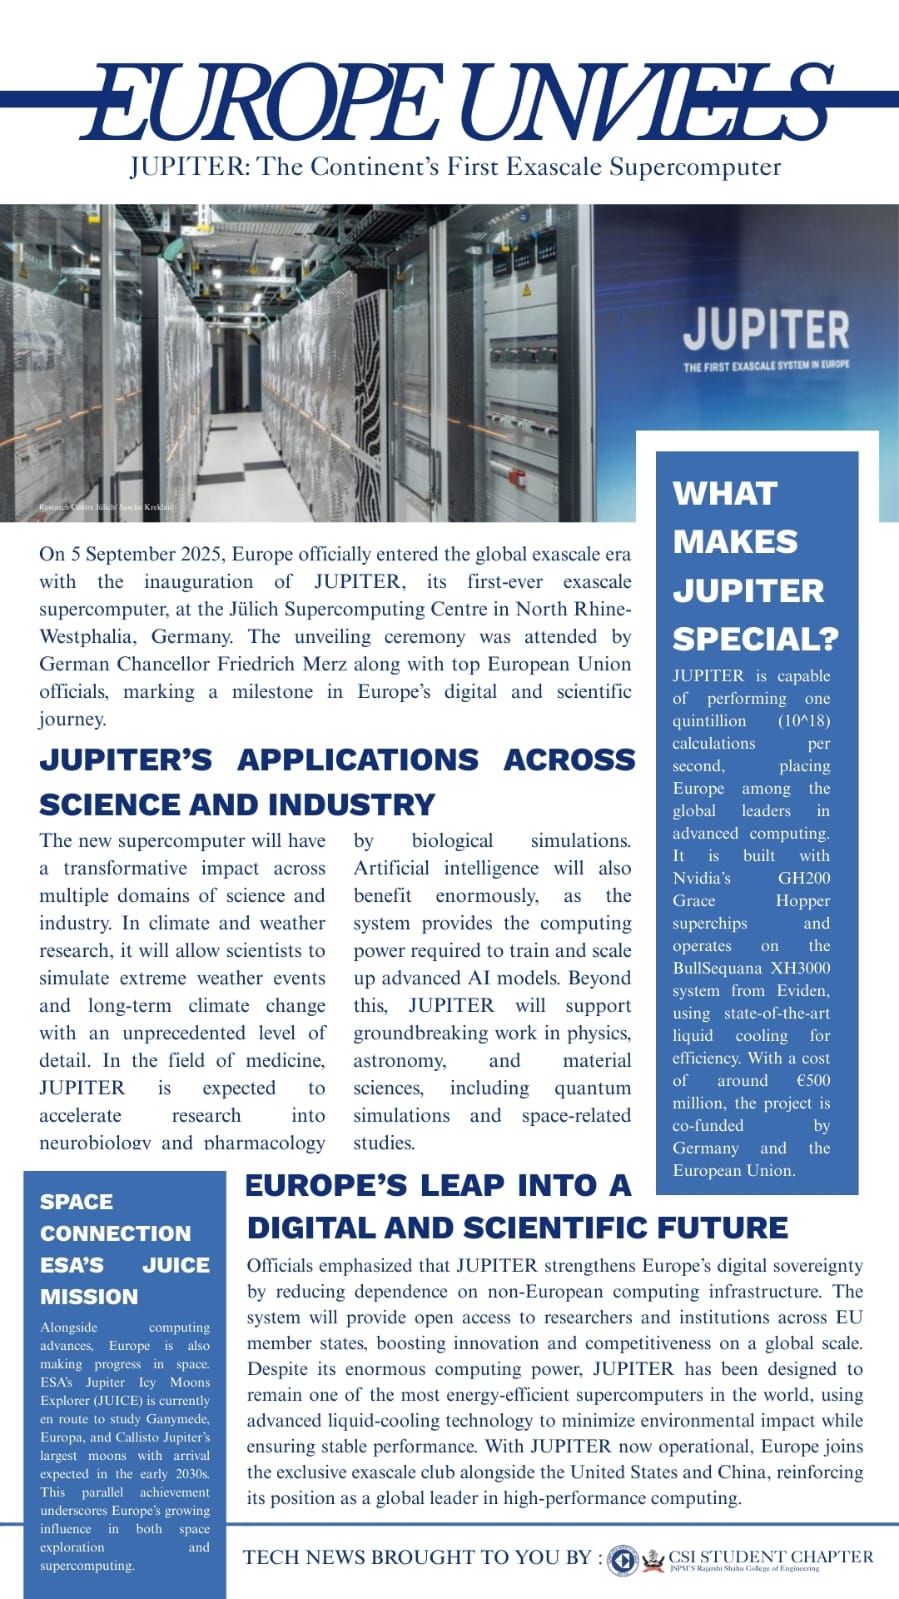 EUROPE UNVIELS
JUPITER: The Continent's First Exascale Supercomputer
JUPITER
THE FIRST EXASCALE SYSTEM IN EUROPE
Research Centre Jülich/ Sascha Kreklau
On 5 September 2025, Europe officially entered the global exascale era
with the inauguration of JUPITER, its first-ever exascale
supercomputer, at the Jülich Supercomputing Centre in North Rhine-
Westphalia, Germany. The unveiling ceremony was attended by
German Chancellor Friedrich Merz along with top European Union
officials, marking a milestone in Europe's digital and scientific
journey.
JUPITER'S APPLICATIONS ACROSS
SCIENCE AND INDUSTRY
The new supercomputer will have
a transformative impact across
multiple domains of science and
industry. In climate and weather
research, it will allow scientists to
simulate extreme weather events
and long-term climate change
with an unprecedented level of
detail. In the field of medicine,
JUPITER is expected to
accelerate research into
neurobiology and pharmacology
by biological simulations.
Artificial intelligence will also
benefit enormously, as the
system provides the computing
power required to train and scale
up advanced AI models. Beyond
this, JUPITER will support
groundbreaking work in physics,
astronomy, and material
sciences, including quantum
simulations and space-related
studies.
WHAT
MAKES
JUPITER
SPECIAL?
JUPITER is capable
of performing one
quintillion (10^18)
calculations per
second, placing
Europe among the
global leaders in
advanced computing.
It is built with
Nvidia's GH200
Grace Hopper
superchips and
operates on the
BullSequana XH3000
system from Eviden,
using state-of-the-art
liquid cooling for
efficiency. With a cost
of around €500
million, the project is
co-funded by
Germany and the
European Union.
SPACE
CONNECTION
ESA'S JUICE
MISSION
Alongside computing
advances, Europe is also
making progress in space.
ESA's Jupiter Icy Moons
Explorer (JUICE) is currently
en route to study Ganymede,
Europa, and Callisto Jupiter's
largest moons with arrival
expected in the early 2030s.
This parallel achievement
underscores Europe's growing
influence in both space
exploration and
supercomputing.
EUROPE'S LEAP INTO A
DIGITAL AND SCIENTIFIC FUTURE
Officials emphasized that JUPITER strengthens Europe's digital sovereignty
by reducing dependence on non-European computing infrastructure. The
system will provide open access to researchers and institutions across EU
member states, boosting innovation and competitiveness on a global scale.
Despite its enormous computing power, JUPITER has been designed to
remain one of the most energy-efficient supercomputers in the world, using
advanced liquid-cooling technology to minimize environmental impact while
ensuring stable performance. With JUPITER now operational, Europe joins
the exclusive exascale club alongside the United States and China, reinforcing
its position as a global leader in high-performance computing.
TECH NEWS BROUGHT TO YOU BY :
CSI STUDENT CHAPTER
JSPM'S Rajarshi Shahu College of Engineering